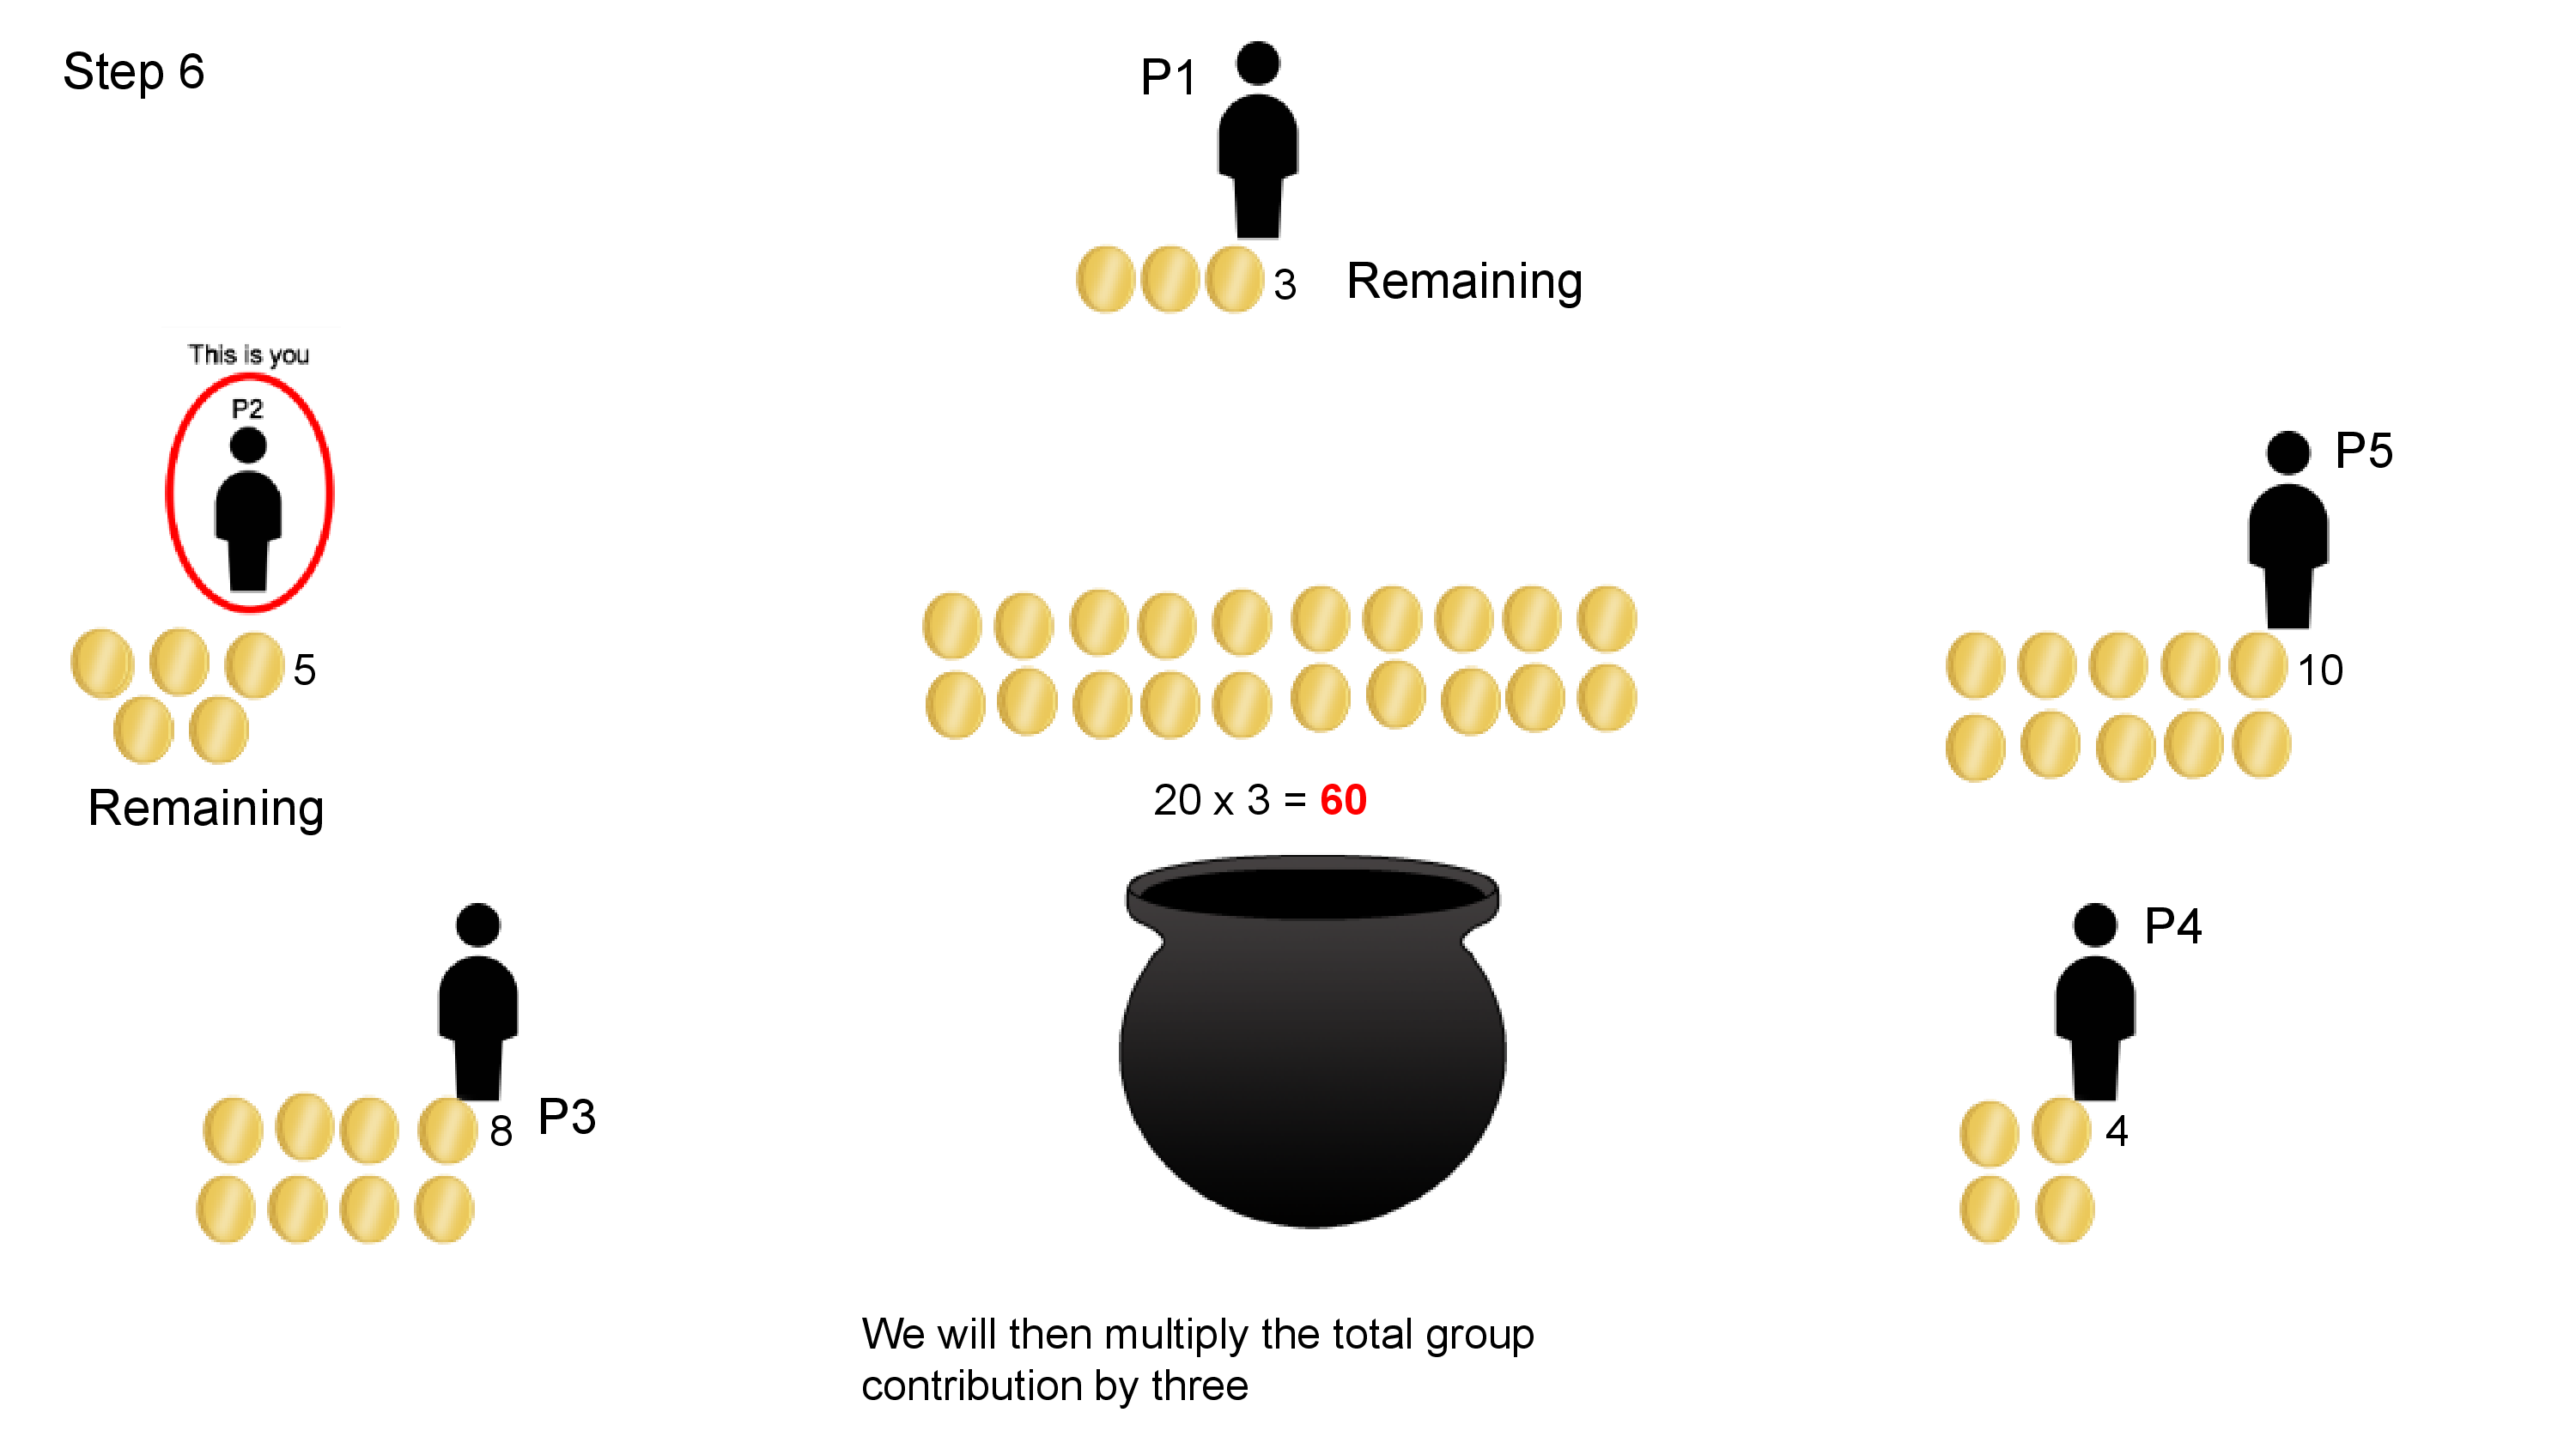 Step 6
P1
3 Remaining
This is you
P2
P5
5
10
Remaining
20 x 3 = 60
P4
8 P3
4
We will then multiply the total group
contribution by three